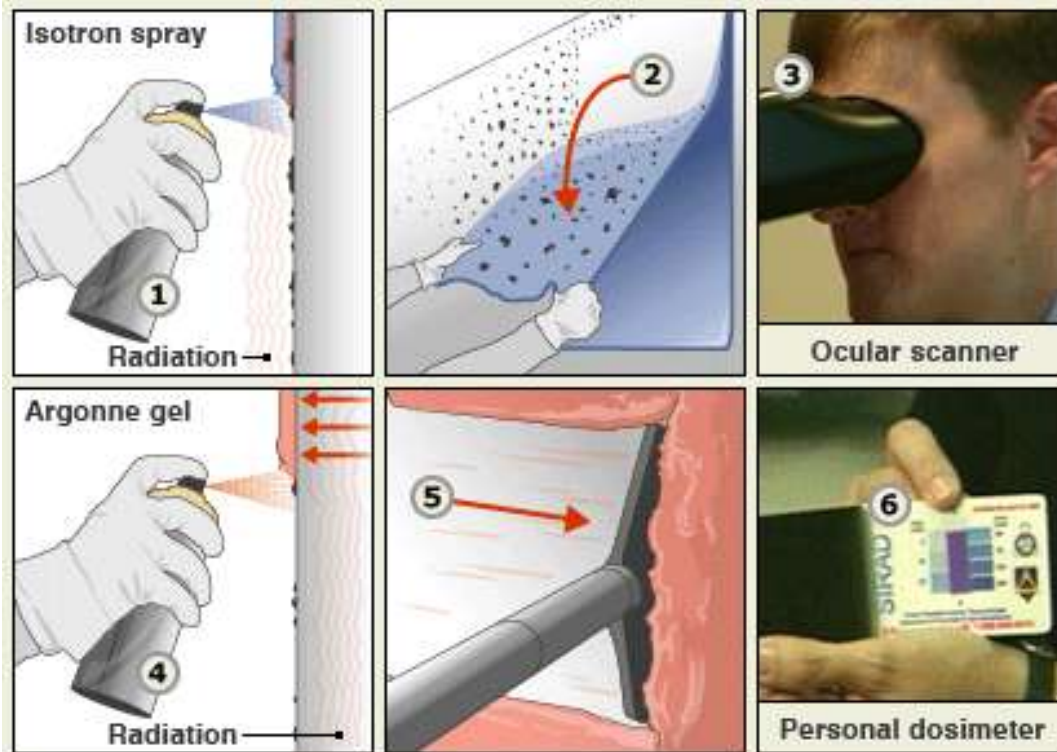 Isotron spray
1
Radiation
2
3
Ocular scanner
Argonne gel
4
Radiation
5
6
SIRAD
Personal dosimeter